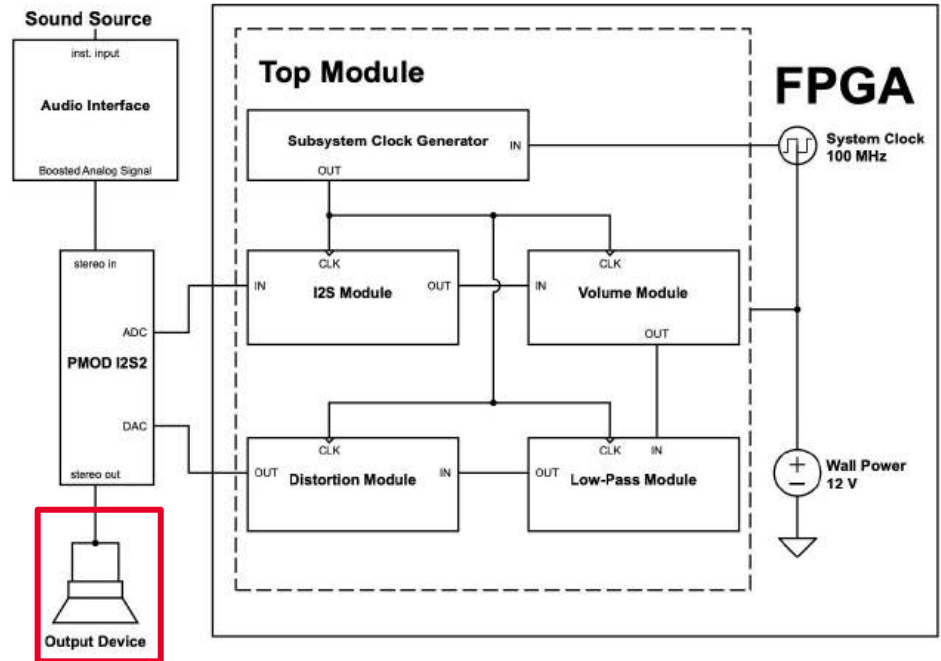 Sound Source
inst. input
Audio Interface
Boosted Analog Signal
stereo in
ADC
PMOD I2S2
DAC
stereo out
Output Device
FPGA
Top Module
Subsystem Clock Generator
IN
OUT
System Clock
100 MHz
CLK
IN
I2S Module
OUT
CLK
IN
Volume Module
OUT
CLK
OUT
Distortion Module
IN
CLK
IN
OUT
Low-Pass Module
Wall Power
12 V